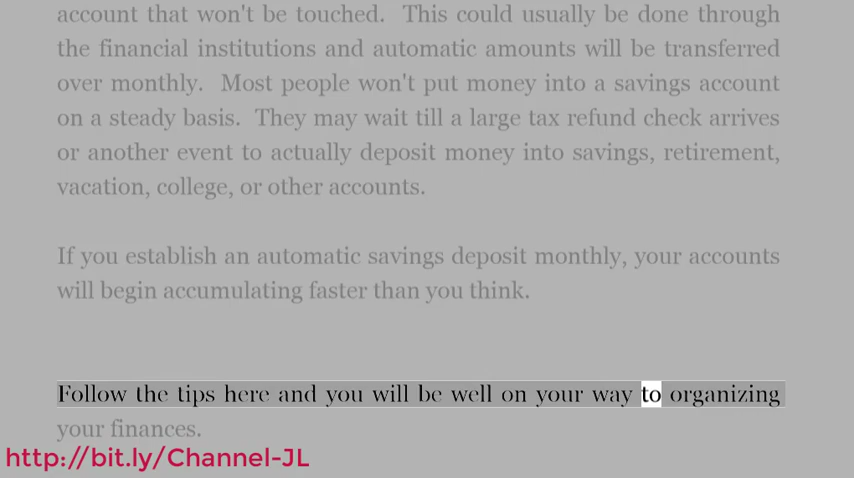 account that won't be touched.  This could usually be done through
the financial institutions and automatic amounts will be transferred
over monthly.  Most people won't put money into a savings account
on a steady basis.  They may wait till a large tax refund check arrives
or another event to actually deposit money into savings, retirement,
vacation, college, or other accounts.
If you establish an automatic savings deposit monthly, your accounts
will begin accumulating faster than you think.
Follow the tips here and you will be well on your way to organizing
your finances.
http://bit.ly/Channel-JL